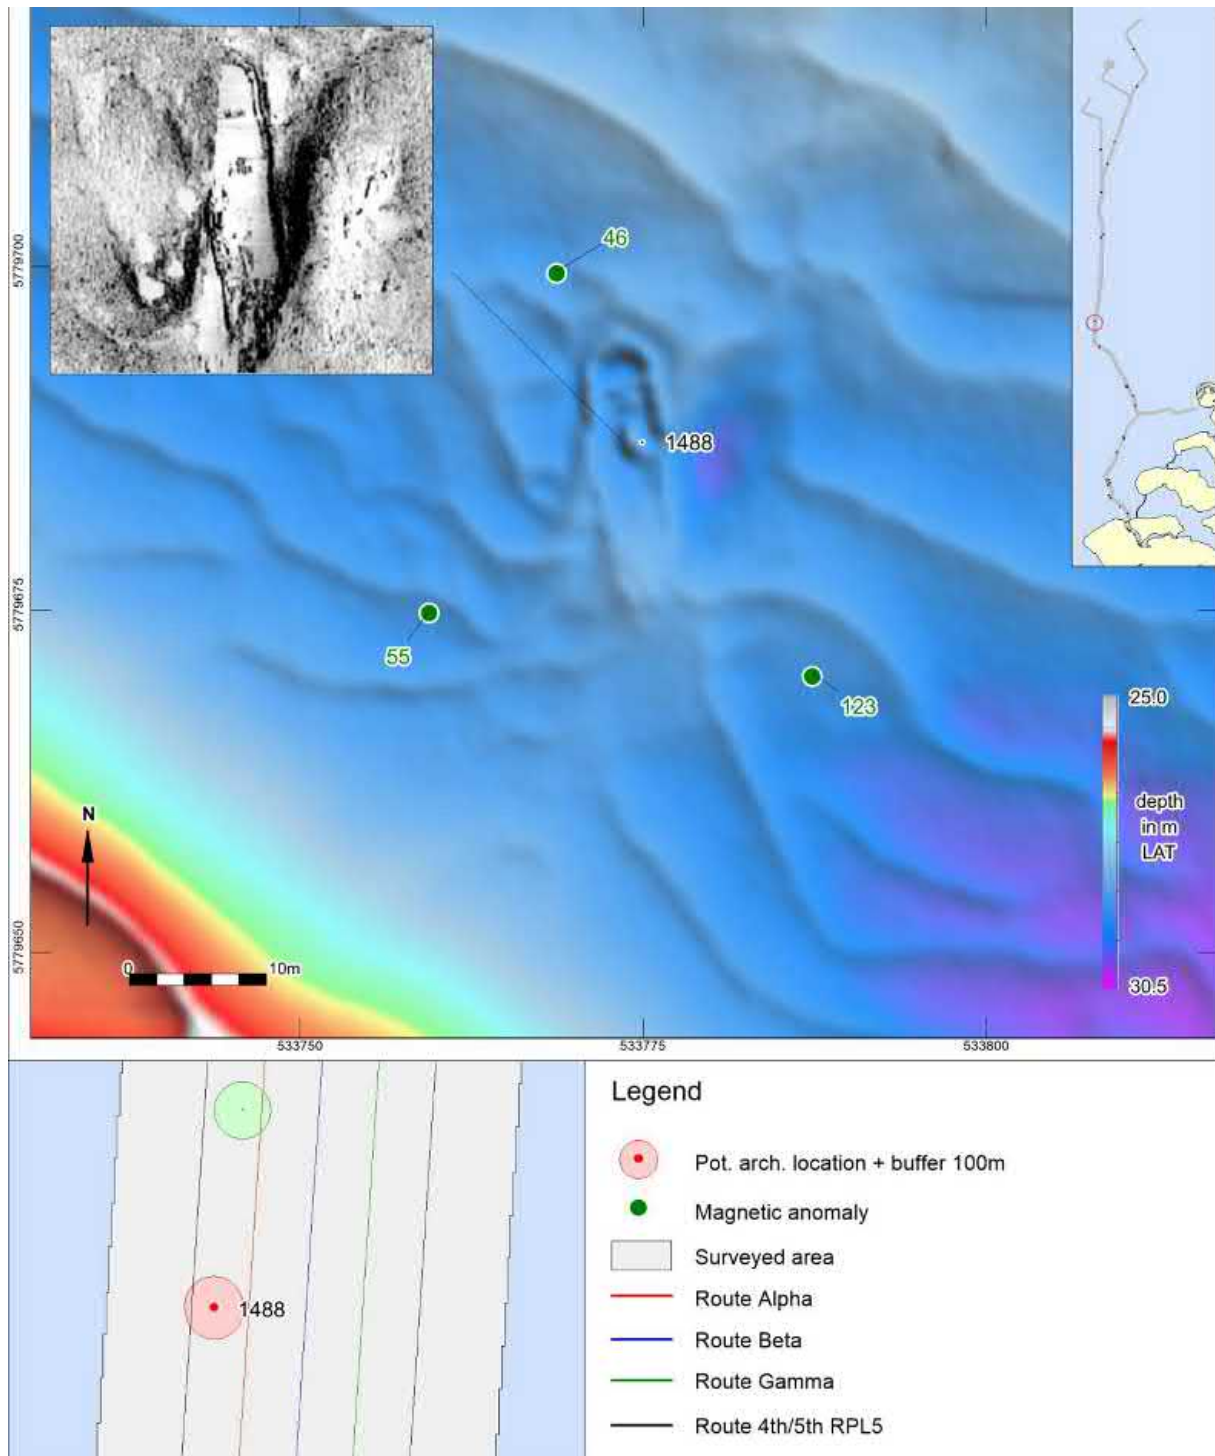 46
5779700
1488
5779675
55
123
25.0
depth
in m
LAT
30.5
N
5779650
0
10m
533750
533775
533800
Legend
Pot. arch. location + buffer 100m
Magnetic anomaly
Surveyed area
1488
Route Alpha
Route Beta
Route Gamma
Route 4th/5th RPL5